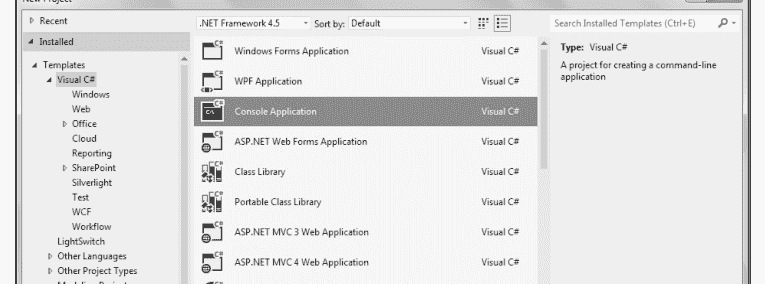 New Project
Recent
Installed
Templates
Visual C#
Windows
Web
Office
Cloud
Reporting
SharePoint
Silverlight
Test
WCF
Workflow
LightSwitch
Other Languages
Other Project Types
.NET Framework 4.5 Sort by: Default
Windows Forms Application Visual C#
WPF Application Visual C#
Console Application Visual C#
ASP.NET Web Forms Application Visual C#
Class Library Visual C#
Portable Class Library Visual C#
ASP.NET MVC 3 Web Application Visual C#
ASP.NET MVC 4 Web Application Visual C#
Search Installed Templates (Ctrl+E)
Type: Visual C#
A project for creating a command-line
application